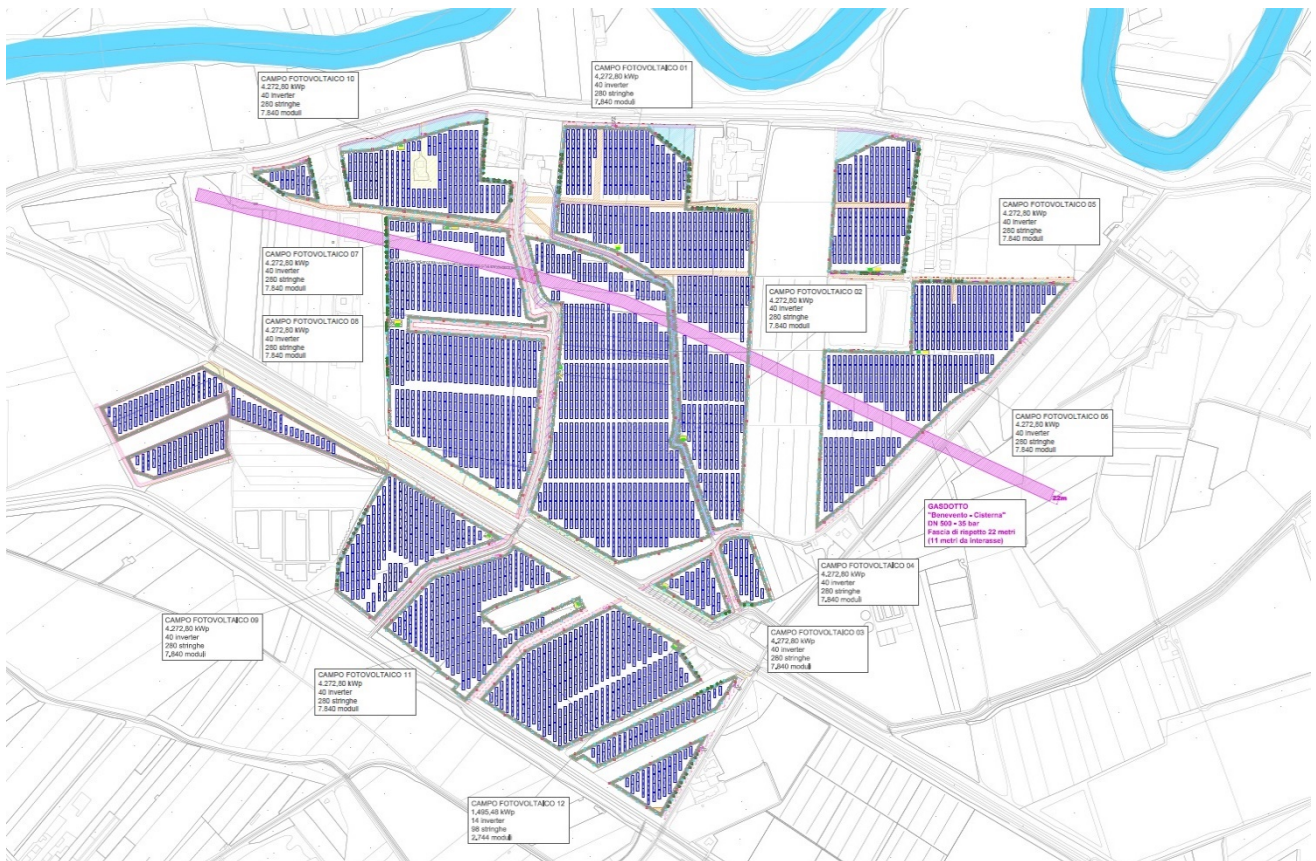 CAMPO FOTOVOLTAICO 10
4.272,80 kWp
40 inverter
280 stringhe
7.840 moduli
CAMPO FOTOVOLTAICO 01
4.272,80 kWp
40 inverter
280 stringhe
7.840 moduli
CAMPO FOTOVOLTAICO 05
4.272,80 kWp
40 inverter
280 stringhe
7.840 moduli
CAMPO FOTOVOLTAICO 07
4.272,80 kWp
40 inverter
280 stringhe
7.840 moduli
CAMPO FOTOVOLTAICO 02
4.272,80 kWp
40 inverter
280 stringhe
7.840 moduli
CAMPO FOTOVOLTAICO 08
4.272,80 kWp
40 inverter
280 stringhe
7.840 moduli
CAMPO FOTOVOLTAICO 06
4.272,80 kWp
40 inverter
280 stringhe
7.840 moduli
22m
GASDOTTO
"Benevento - Cisterna"
DN 500 - 35 bar
Fascia di rispetto 22 metri
(11 metri da interasse)
CAMPO FOTOVOLTAICO 04
4.272,80 kWp
40 inverter
280 stringhe
7.840 moduli
CAMPO FOTOVOLTAICO 09
4.272,80 kWp
40 inverter
280 stringhe
7.840 moduli
CAMPO FOTOVOLTAICO 03
4.272,80 kWp
40 inverter
280 stringhe
7.840 moduli
CAMPO FOTOVOLTAICO 11
4.272,80 kWp
40 inverter
280 stringhe
7.840 moduli
CAMPO FOTOVOLTAICO 12
1.495,48 kWp
14 inverter
98 stringhe
2.744 moduli